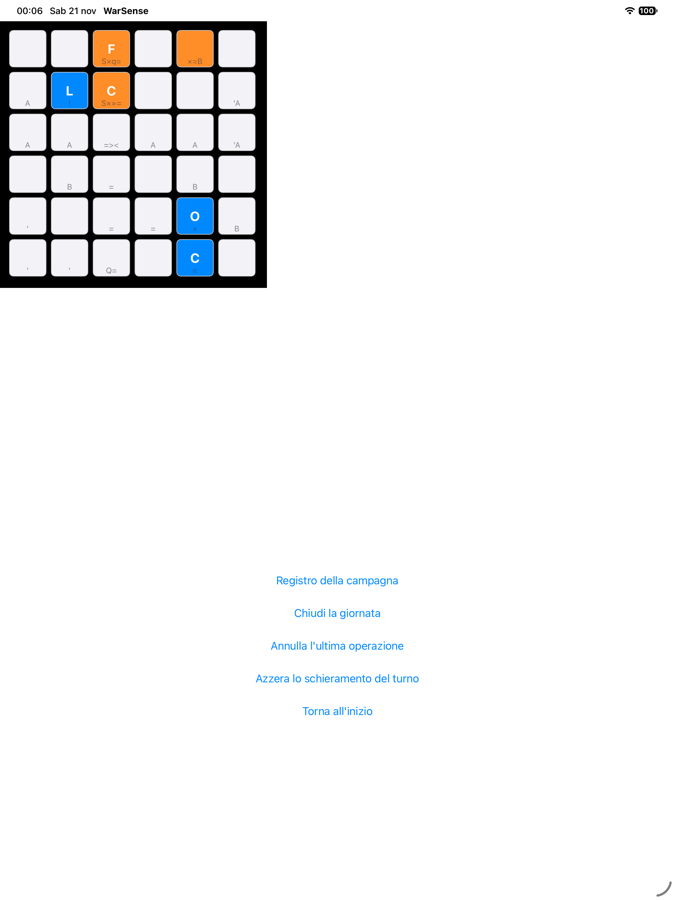 00:06 Sab 21 nov WarSense 100
F
S×q= ×=B
L C
A S×>= 'A
A A =>< A A 'A
B = B
O
' = = B
C
' ' Q=
Registro della campagna
Chiudi la giornata
Annulla l'ultima operazione
Azzera lo schieramento del turno
Torna all'inizio